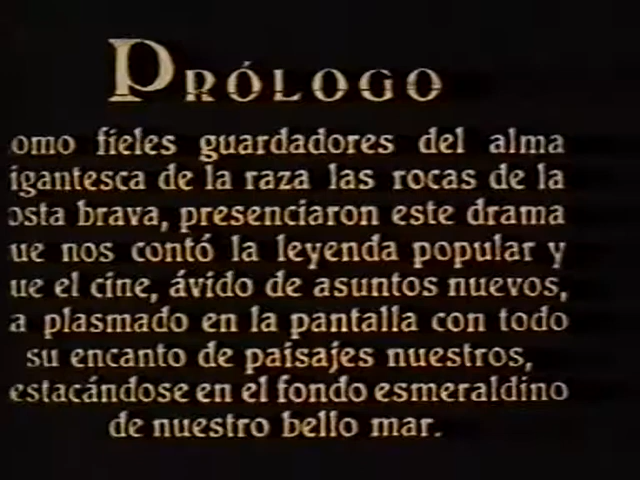 PRÓLOGO
omo fieles guardadores del alma
igantesca de la raza las rocas de la
osta brava, presenciaron este drama
ue nos contó la leyenda popular y
ue el cine, ávido de asuntos nuevos,
a plasmado en la pantalla con todo
su encanto de paisajes nuestros,
estacándose en el fondo esmeraldino
de nuestro bello mar.